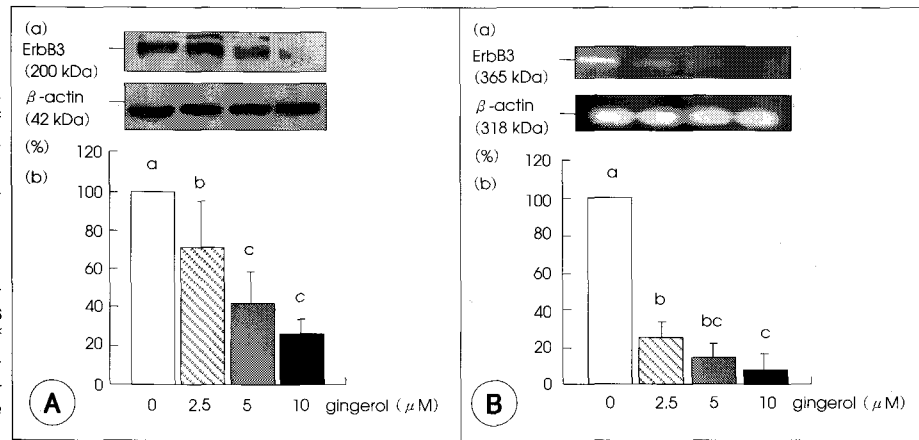 (a)
ErbB3
(200 kDa)
β-actin
(42 kDa)
(%)
(b)
120
100
80
60
40
20
0
a
b
c
c
0 2.5 5 10 gingerol (μM)
A
(a)
ErbB3
(365 kDa)
β-actin
(318 kDa)
(%)
(b)
120
100
80
60
40
20
0
a
b
bc
c
0 2.5 5 10 gingerol (μM)
B